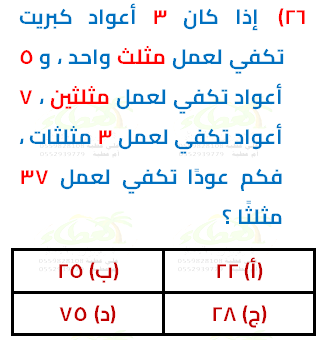 ٢٦) إذا كان ٣ أعواد كبريت
تكفي لعمل مثلث واحد ، و ٥
أعواد تكفي لعمل مثلثين ، ٧
أعواد تكفي لعمل ٣ مثلثات ،
فكم عودًا تكفي لعمل ٣٧
مثلثًا ؟
(أ) ٢٢ (ب) ٢٥
(ج) ٢٨ (د) ٧٥